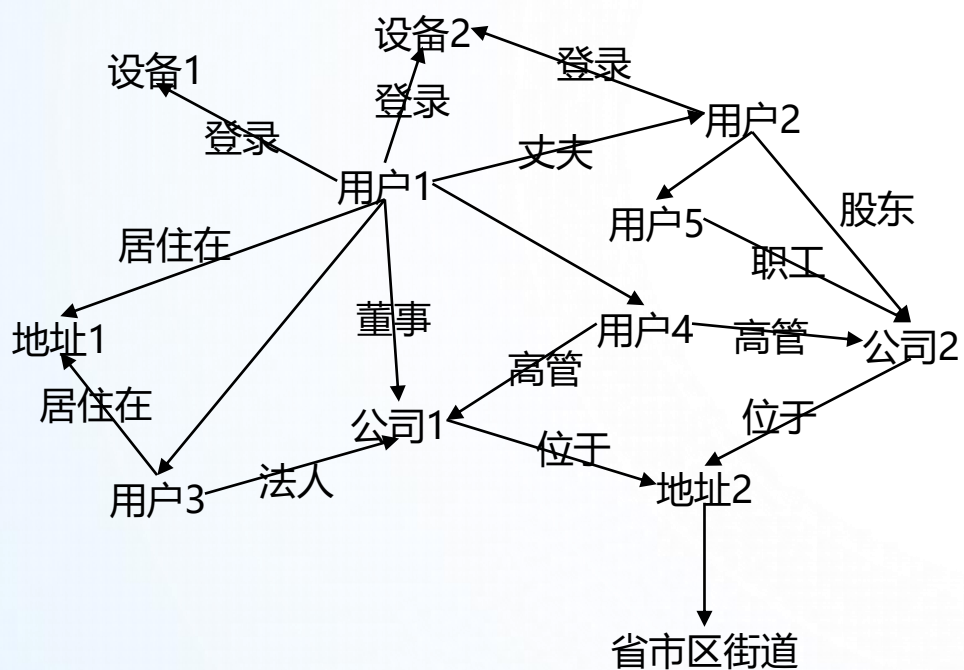 设备2
设备1
登录
登录
登录
用户2
丈夫
用户1
股东
用户5
居住在
职工
董事
用户4
地址1
高管
公司2
高管
居住在
公司1
位于
位于
法人
地址2
用户3
省市区街道